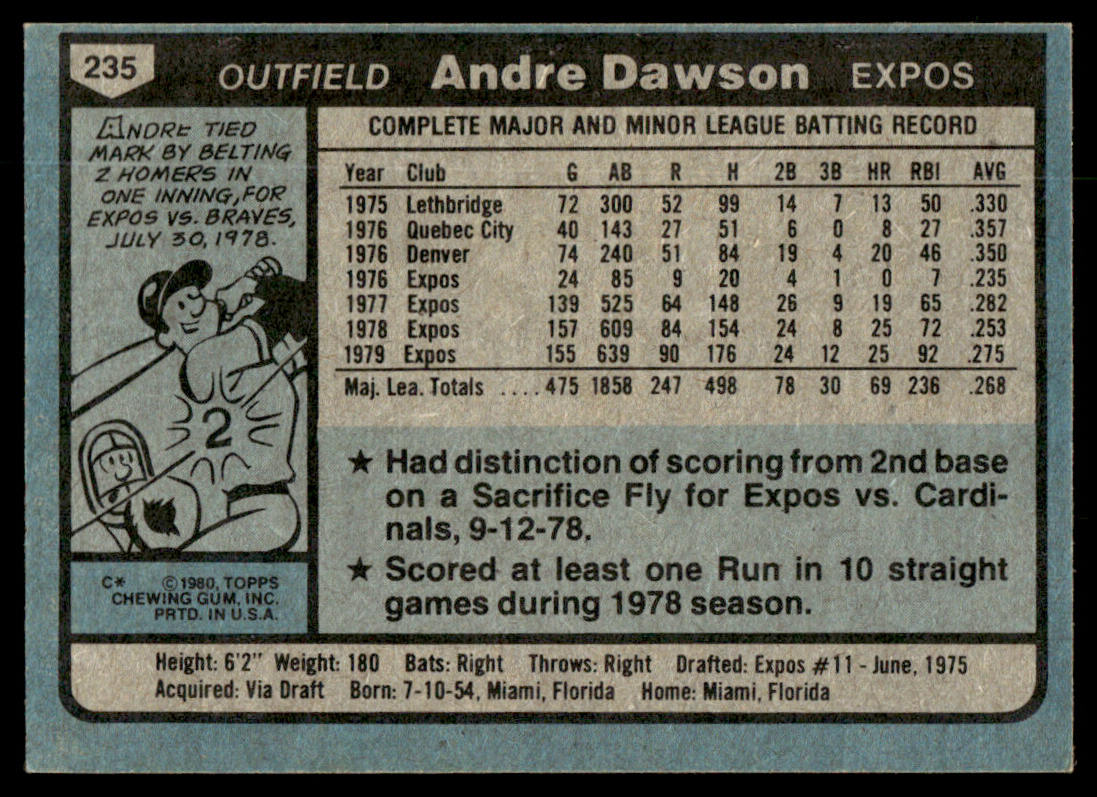 235 OUTFIELD Andre Dawson EXPOS
ANDRE TIED
MARK BY BELTING
2 HOMERS IN
ONE INNING, FOR
EXPOS VS. BRAVES,
JULY 30, 1978.
2
C* ©1980, TOPPS
CHEWING GUM, INC.
PRTD. IN U.S.A.
COMPLETE MAJOR AND MINOR LEAGUE BATTING RECORD
Year Club G AB R H 2B 3B HR RBI AVG
1975 Lethbridge 72 300 52 99 14 7 13 50 .330
1976 Quebec City 40 143 27 51 6 0 8 27 .357
1976 Denver 74 240 51 84 19 4 20 46 .350
1976 Expos 24 85 9 20 4 1 0 7 .235
1977 Expos 139 525 64 148 26 9 19 65 .282
1978 Expos 157 609 84 154 24 8 25 72 .253
1979 Expos 155 639 90 176 24 12 25 92 .275
Maj. Lea. Totals .... 475 1858 247 498 78 30 69 236 .268
★ Had distinction of scoring from 2nd base
on a Sacrifice Fly for Expos vs. Cardi-
nals, 9-12-78.
★ Scored at least one Run in 10 straight
games during 1978 season.
Height: 6'2" Weight: 180 Bats: Right Throws: Right Drafted: Expos #11 - June, 1975
Acquired: Via Draft Born: 7-10-54, Miami, Florida Home: Miami, Florida